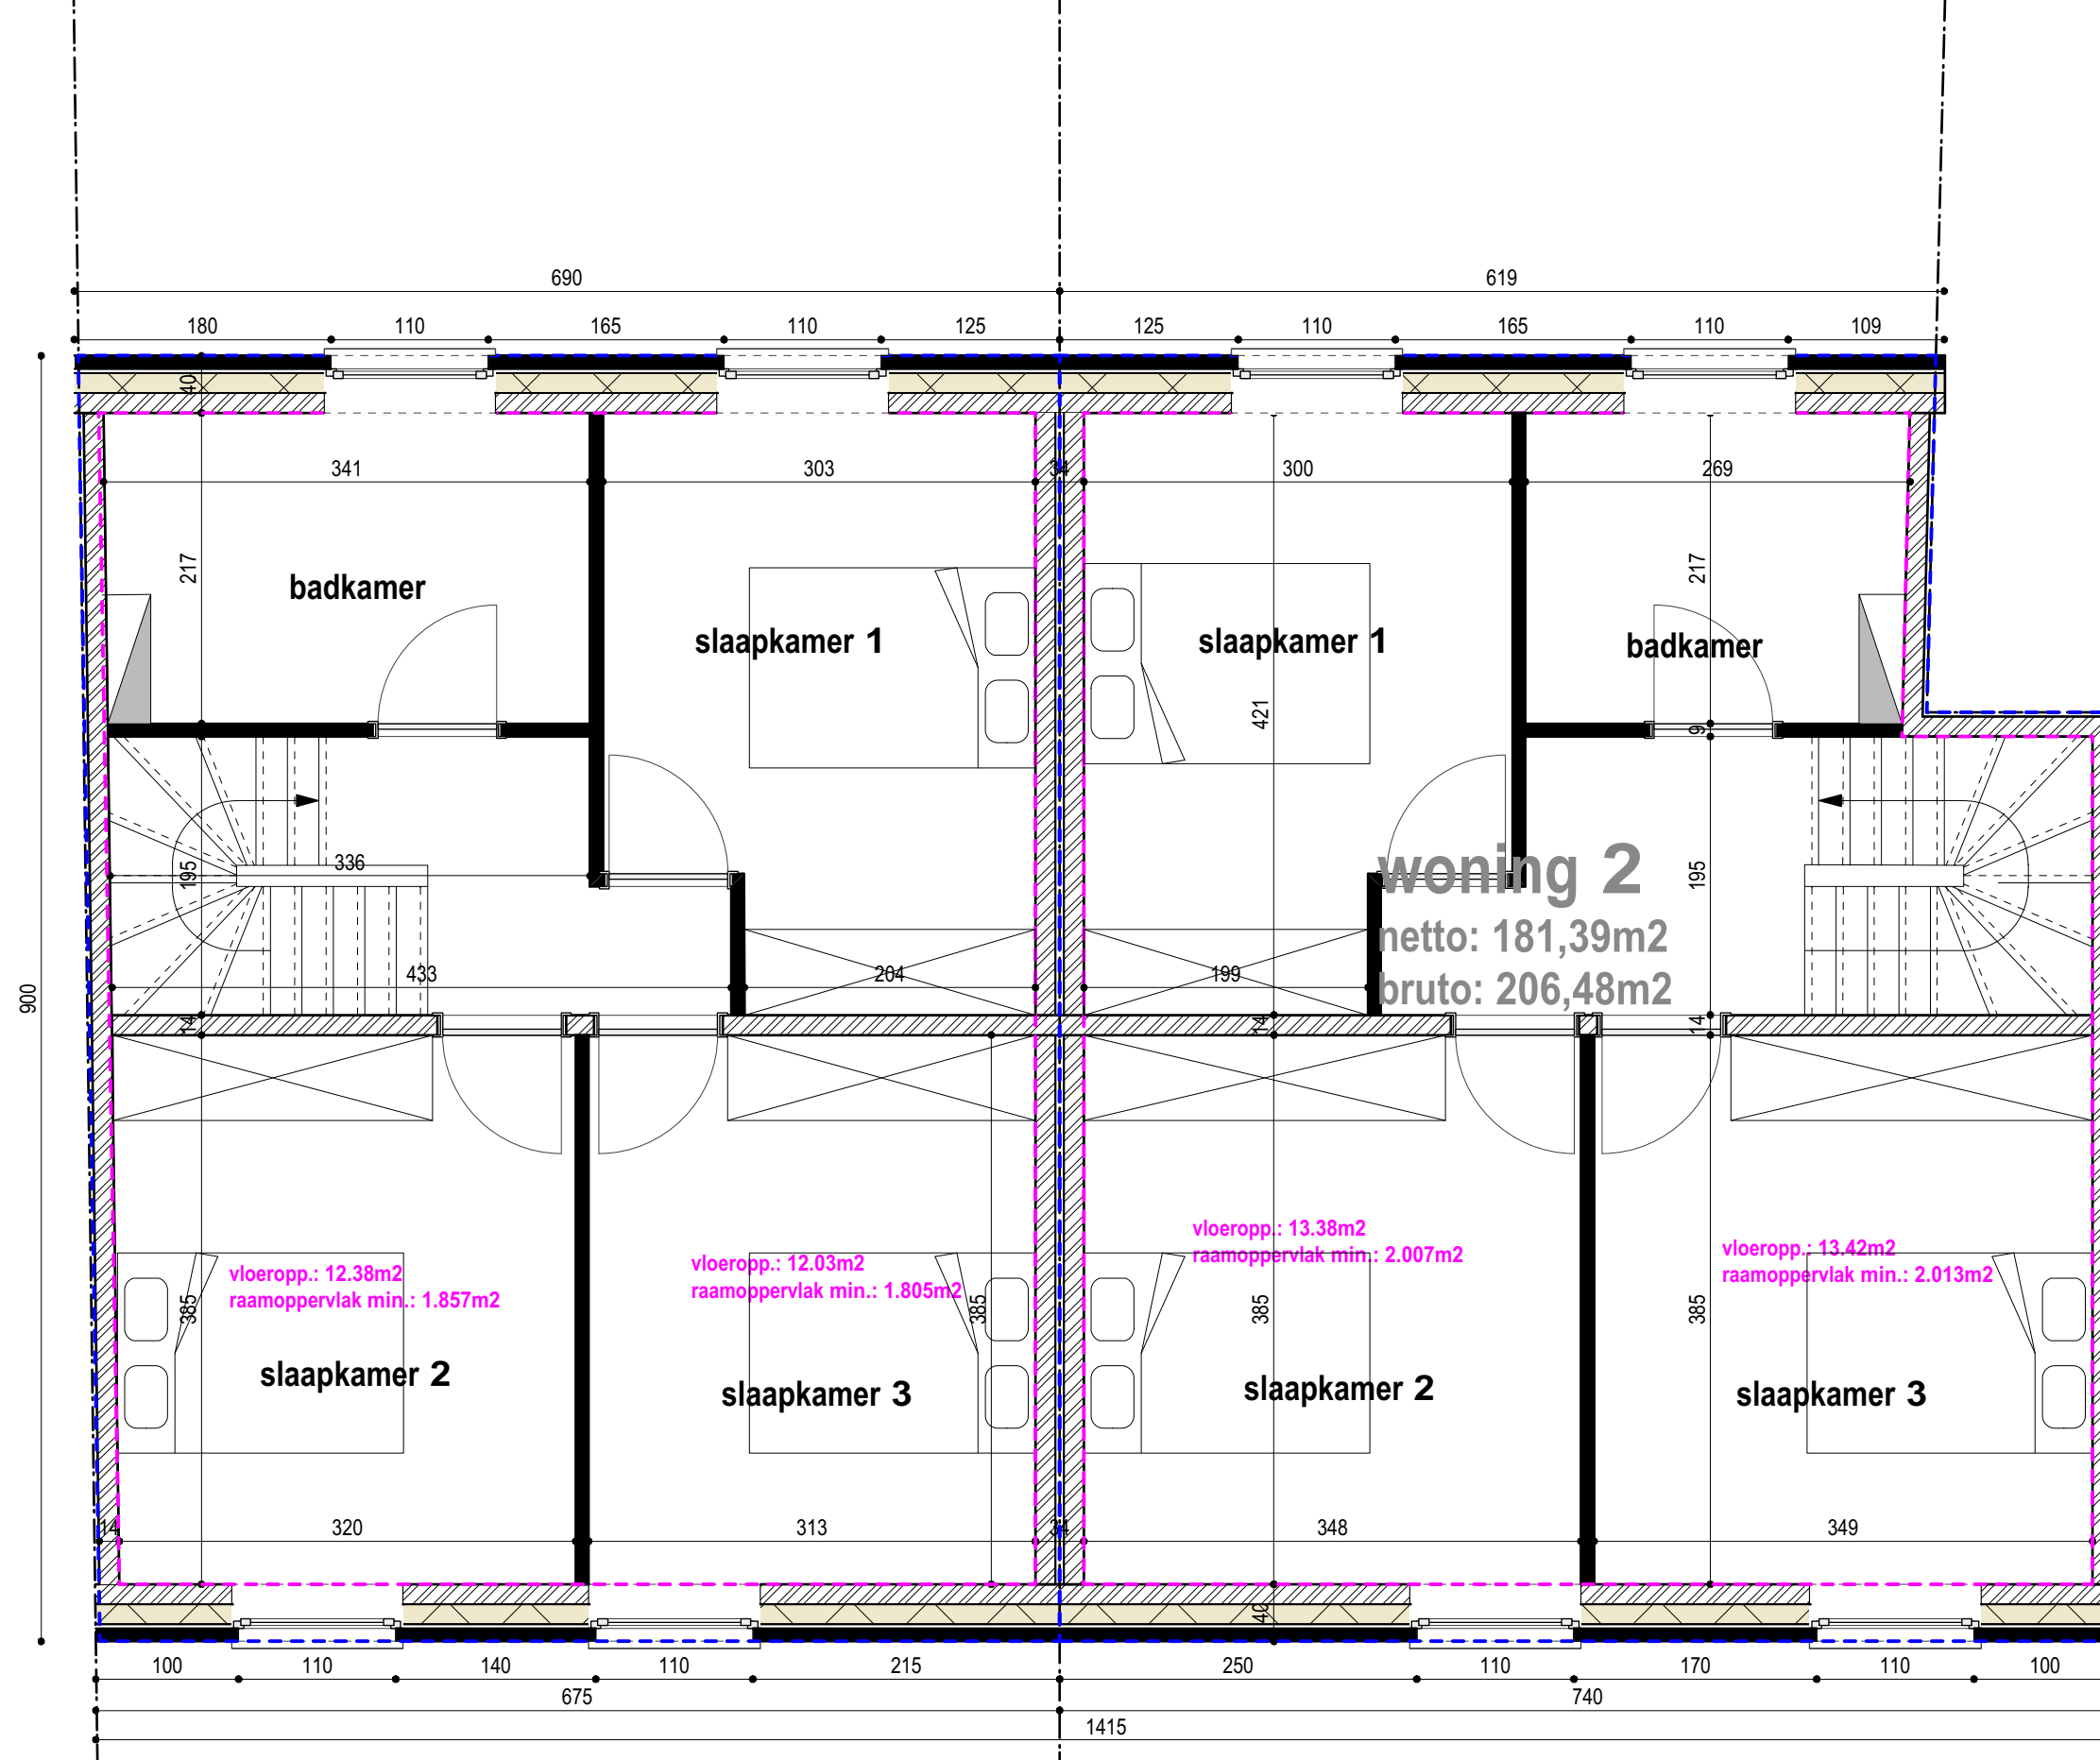 690 619
180 110 165 110 125 125 110 165 110 109
40
341 303 34 300 269
217 217
badkamer
slaapkamer 1 slaapkamer 1
badkamer
421
9
336
195 195
woning 2
netto: 181,39m2
bruto: 206,48m2
433 204 199
900
14 14 14
vloeropp.: 13.38m2
raamoppervlak min.: 2.007m2
vloeropp.: 13.42m2
raamoppervlak min.: 2.013m2
vloeropp.: 12.03m2
raamoppervlak min.: 1.805m2
vloeropp.: 12.38m2
raamoppervlak min.: 1.857m2
385 385 385 385
slaapkamer 2
slaapkamer 3
slaapkamer 2
slaapkamer 3
14 320 313 34 348 349
40
100 110 140 110 215 250 110 170 110 100
675 740
1415